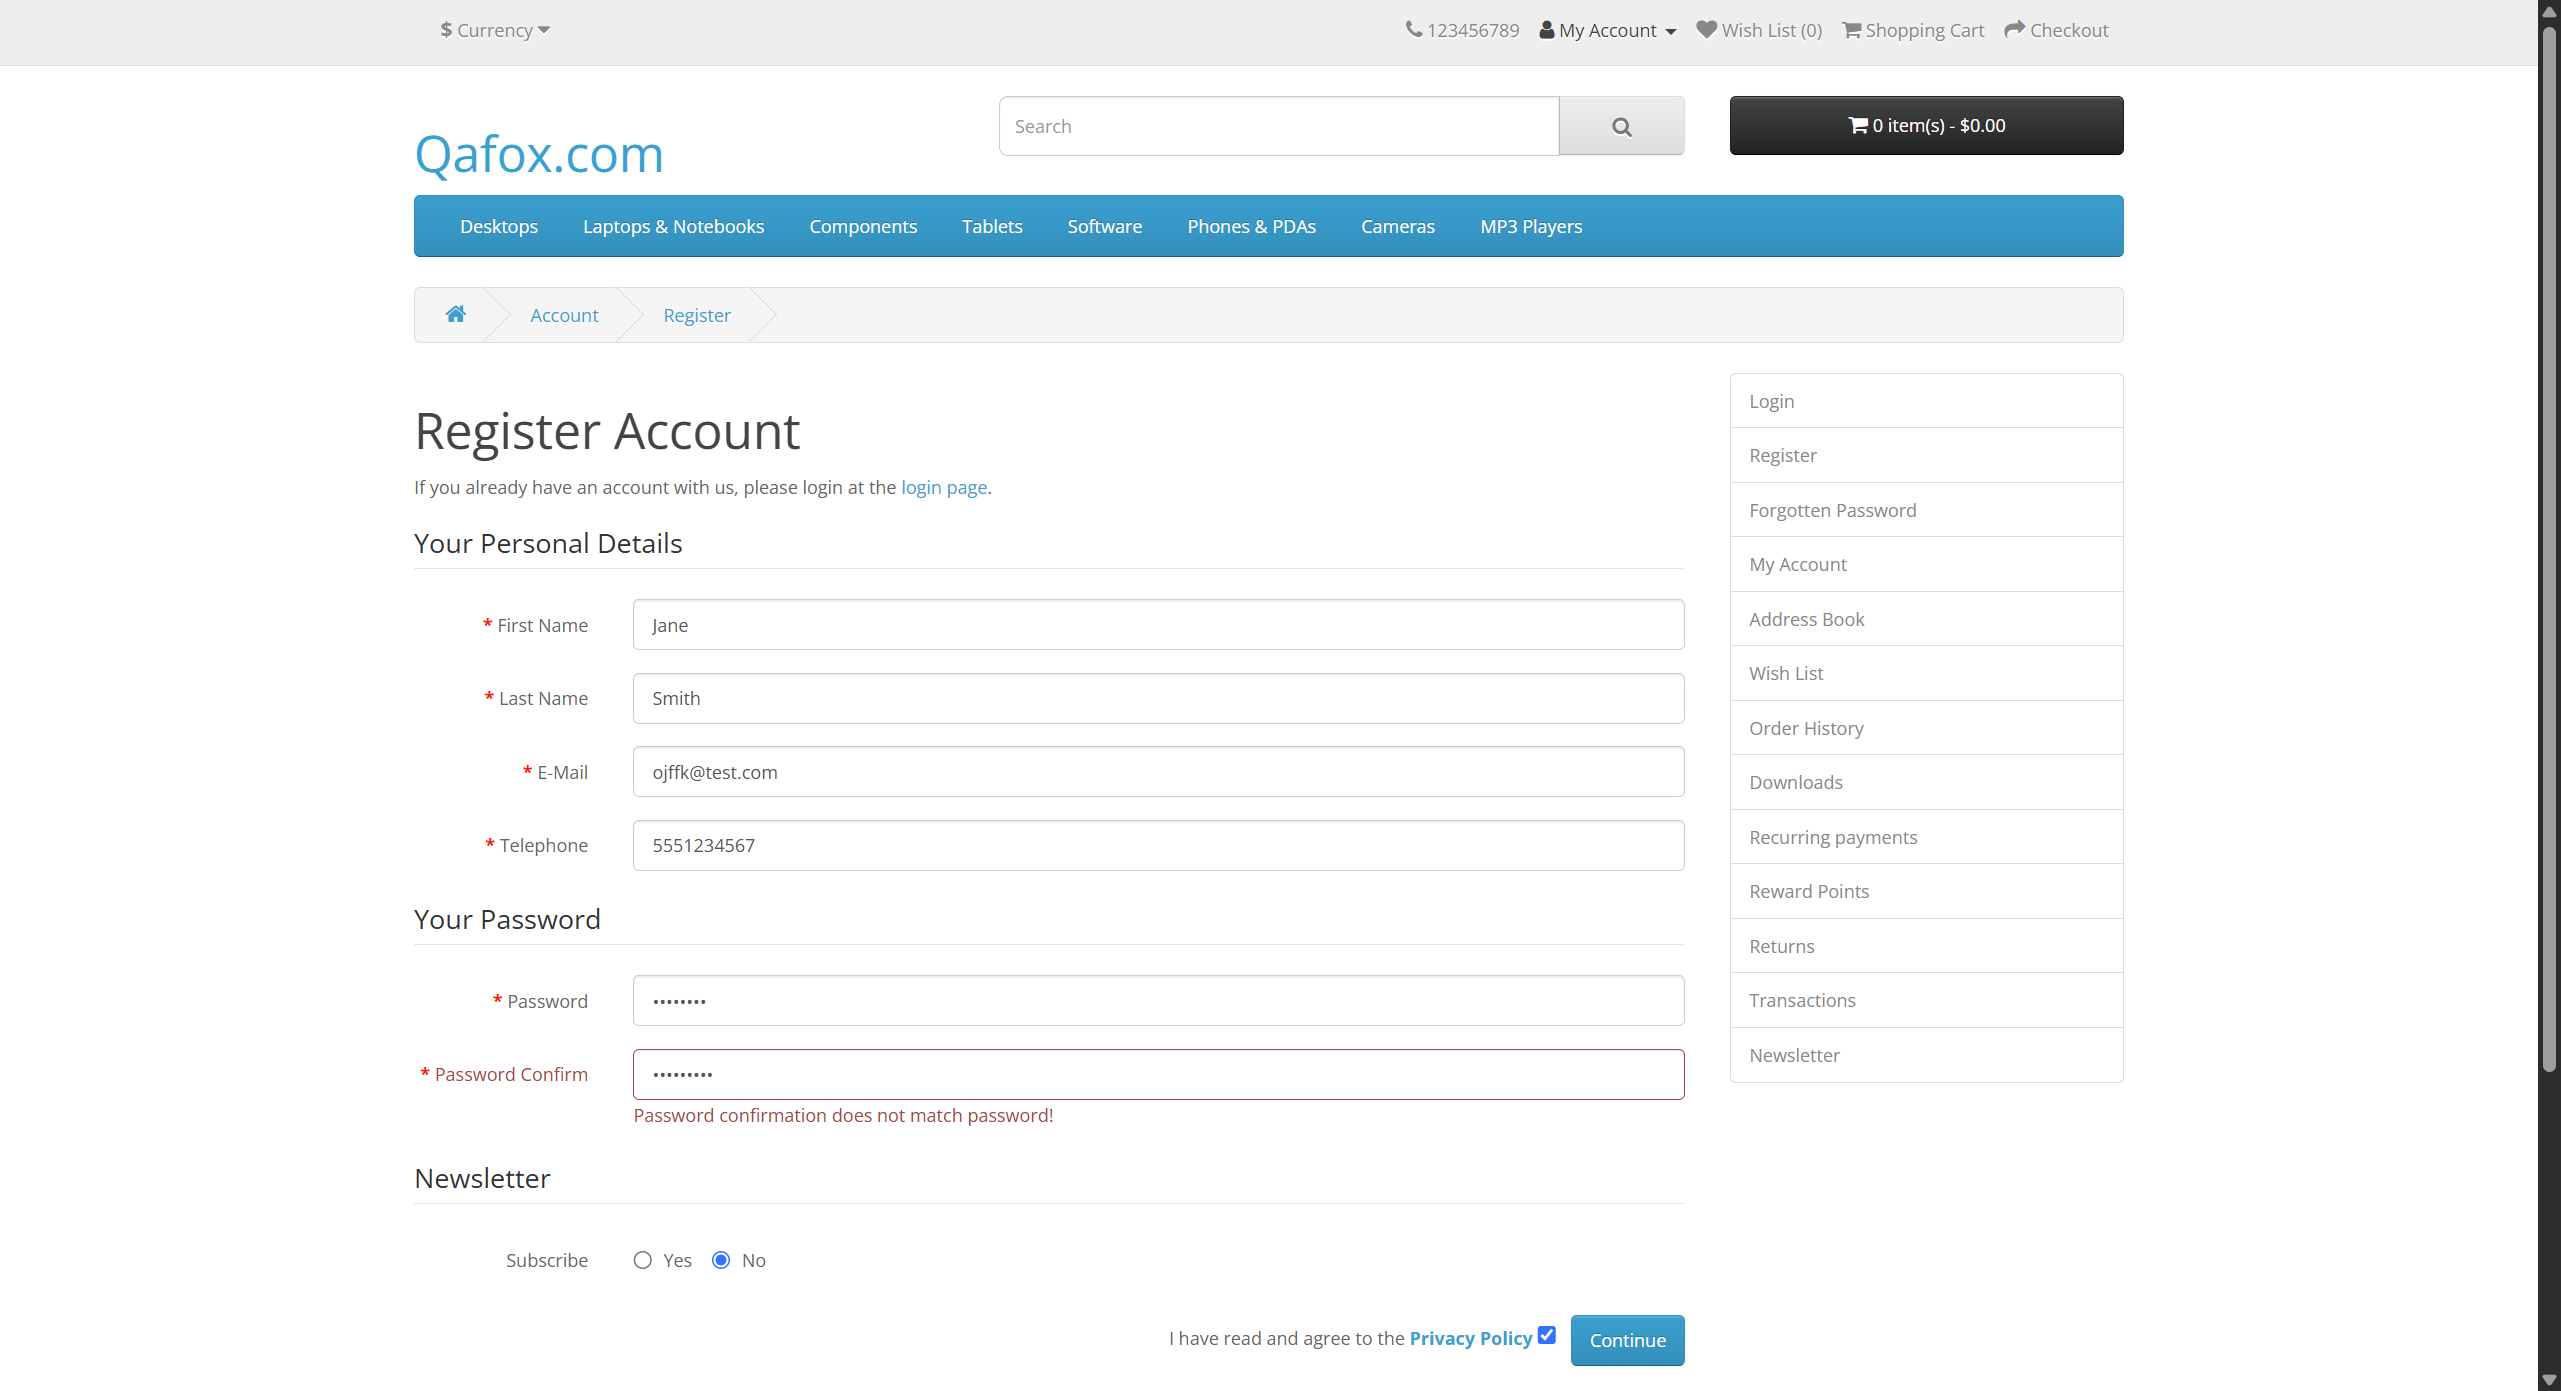 $ Currency
123456789 My Account Wish List (0) Shopping Cart Checkout
Qafox.com
Search
0 item(s) - $0.00
Desktops Laptops & Notebooks Components Tablets Software Phones & PDAs Cameras MP3 Players
Account Register
Register Account
If you already have an account with us, please login at the login page.
Your Personal Details
* First Name Jane
* Last Name Smith
* E-Mail ojffk@test.com
* Telephone 5551234567
Your Password
* Password ••••••••
* Password Confirm •••••••••
Password confirmation does not match password!
Newsletter
Subscribe Yes No
I have read and agree to the Privacy Policy Continue
Login
Register
Forgotten Password
My Account
Address Book
Wish List
Order History
Downloads
Recurring payments
Reward Points
Returns
Transactions
Newsletter